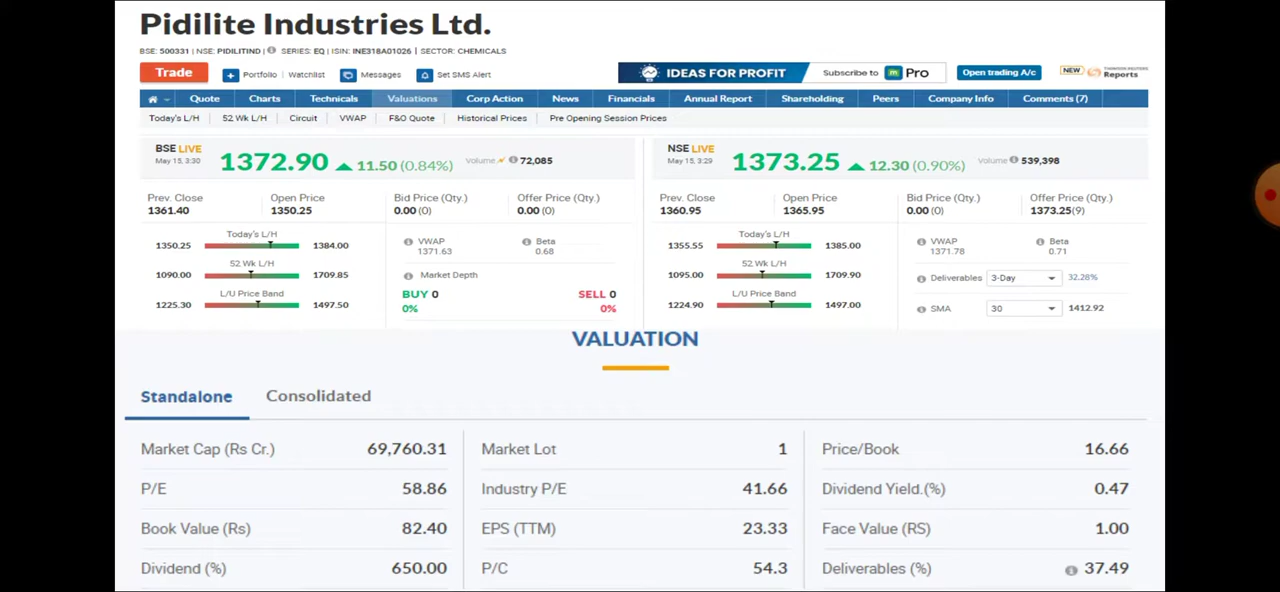 Pidilite Industries Ltd.
BSE: 500331 | NSE: PIDILITIND | SERIES: EQ | ISIN: INE318A01026 | SECTOR: CHEMICALS
Trade Portfolio | Watchlist Messages Set SMS Alert IDEAS FOR PROFIT Subscribe to m Pro Open trading A/c NEW THOMSON REUTERS Reports
Quote Charts Technicals Valuations Corp Action News Financials Annual Report Shareholding Peers Company Info Comments (7)
Today's L/H 52 Wk L/H Circuit VWAP F&O Quote Historical Prices Pre Opening Session Prices
BSE LIVE
May 15, 3:30
1372.90 11.50 (0.84%) Volume 72,085
Prev. Close Open Price Bid Price (Qty.) Offer Price (Qty.)
1361.40 1350.25 0.00 (0) 0.00 (0)
Today's L/H
1350.25 1384.00
52 Wk L/H
1090.00 1709.85
L/U Price Band
1225.30 1497.50
VWAP Beta
1371.63 0.68
Market Depth
BUY 0 SELL 0
0% 0%
NSE LIVE
May 15, 3:29
1373.25 12.30 (0.90%) Volume 539,398
Prev. Close Open Price Bid Price (Qty.) Offer Price (Qty.)
1360.95 1365.95 0.00 (0) 1373.25(9)
Today's L/H
1355.55 1385.00
52 Wk L/H
1095.00 1709.90
L/U Price Band
1224.90 1497.00
VWAP Beta
1371.78 0.71
Deliverables 3-Day 32.28%
SMA 30 1412.92
VALUATION
Standalone Consolidated
Market Cap (Rs Cr.) 69,760.31 Market Lot 1 Price/Book 16.66
P/E 58.86 Industry P/E 41.66 Dividend Yield.(%) 0.47
Book Value (Rs) 82.40 EPS (TTM) 23.33 Face Value (RS) 1.00
Dividend (%) 650.00 P/C 54.3 Deliverables (%) 37.49